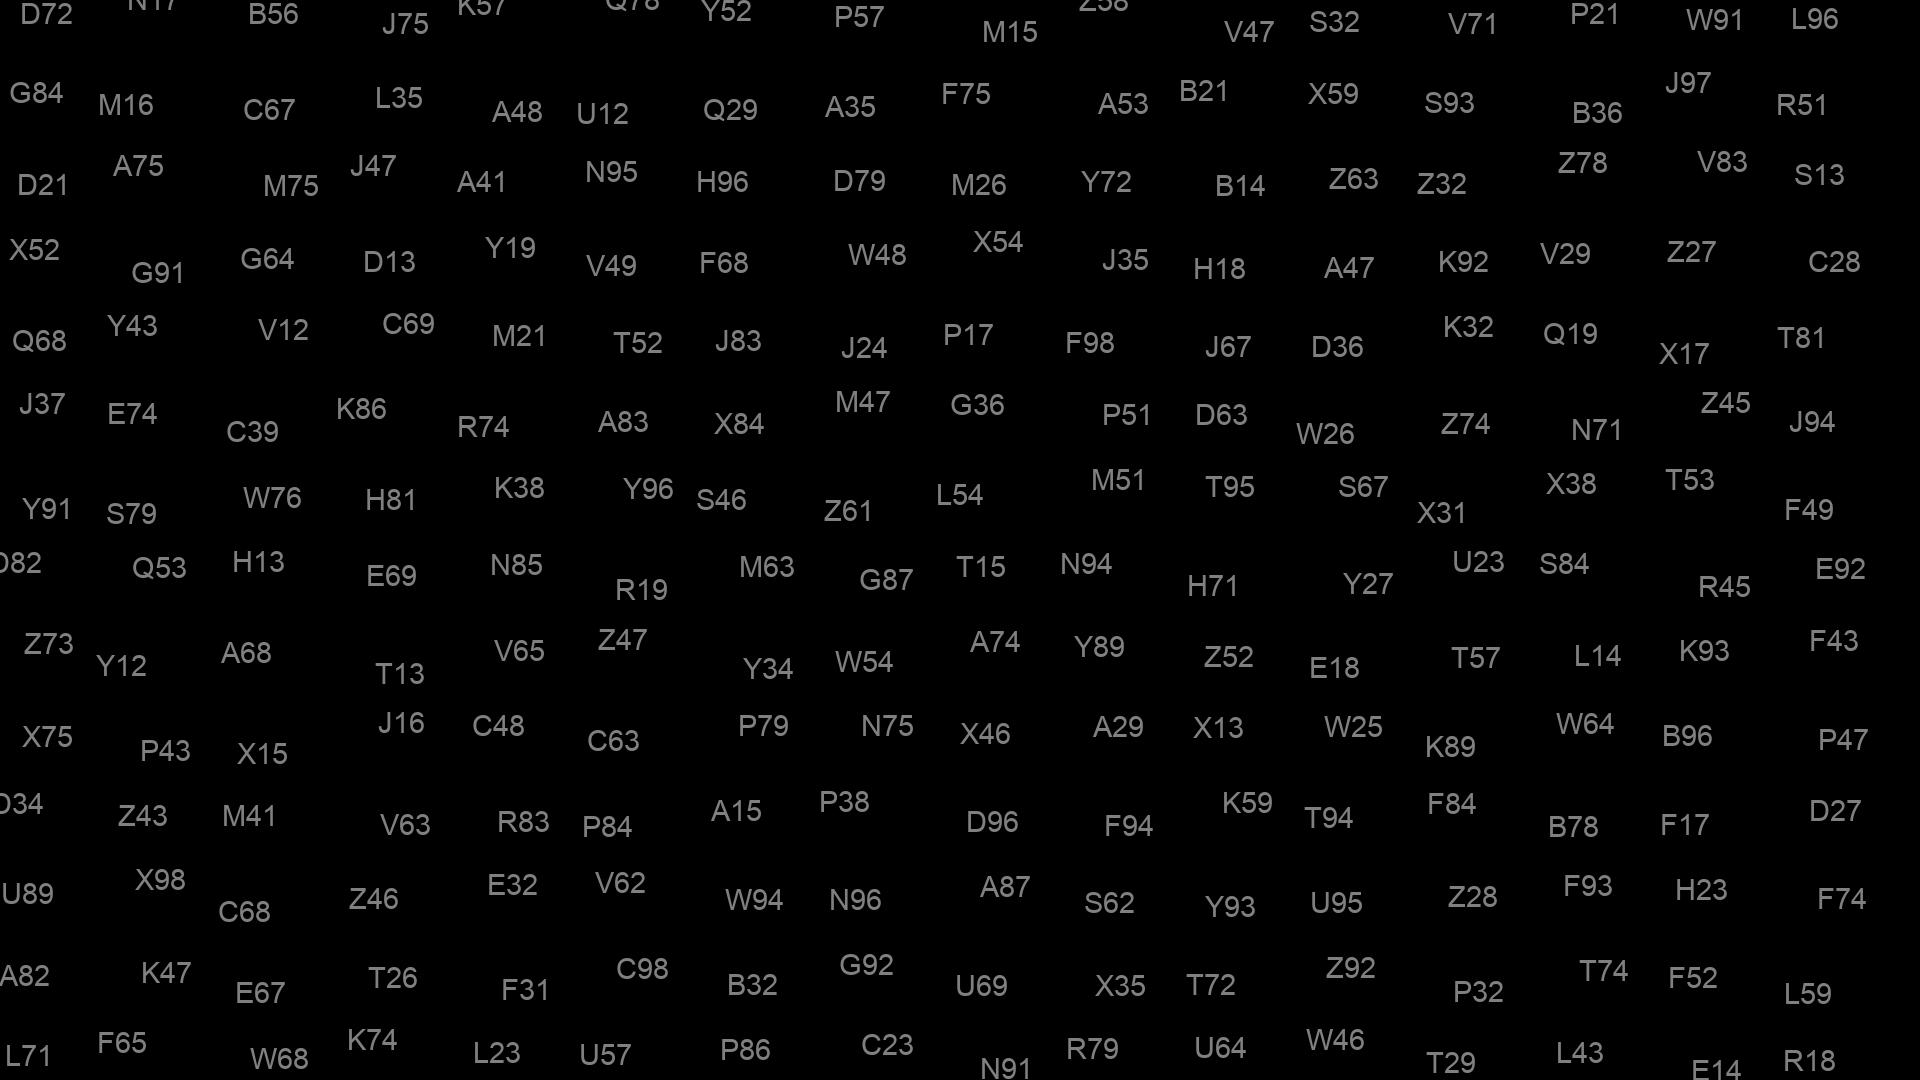 D72 N17 B56 J75 K57 Q78 Y52 P57 M15 Z58 V47 S32 V71 P21 W91 L96
G84 M16 C67 L35 A48 U12 Q29 A35 F75 A53 B21 X59 S93 B36 J97 R51
D21 A75 M75 J47 A41 N95 H96 D79 M26 Y72 B14 Z63 Z32 Z78 V83 S13
X52 G91 G64 D13 Y19 V49 F68 W48 X54 J35 H18 A47 K92 V29 Z27 C28
Q68 Y43 V12 C69 M21 T52 J83 J24 P17 F98 J67 D36 K32 Q19 X17 T81
J37 E74 C39 K86 R74 A83 X84 M47 G36 P51 D63 W26 Z74 N71 Z45 J94
Y91 S79 W76 H81 K38 Y96 S46 Z61 L54 M51 T95 S67 X31 X38 T53 F49
D82 Q53 H13 E69 N85 R19 M63 G87 T15 N94 H71 Y27 U23 S84 R45 E92
Z73 Y12 A68 T13 V65 Z47 Y34 W54 A74 Y89 Z52 E18 T57 L14 K93 F43
X75 P43 X15 J16 C48 C63 P79 N75 X46 A29 X13 W25 K89 W64 B96 P47
D34 Z43 M41 V63 R83 P84 A15 P38 D96 F94 K59 T94 F84 B78 F17 D27
U89 X98 C68 Z46 E32 V62 W94 N96 A87 S62 Y93 U95 Z28 F93 H23 F74
A82 K47 E67 T26 F31 C98 B32 G92 U69 X35 T72 Z92 P32 T74 F52 L59
L71 F65 W68 K74 L23 U57 P86 C23 N91 R79 U64 W46 T29 L43 E14 R18